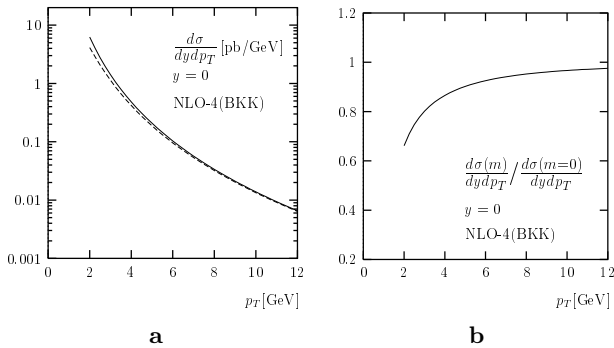 10
1
0.1
0.01
0.001
0 2 4 6 8 10 12
p_T[GeV]
dσ/dydp_T [pb/GeV]
y = 0
NLO-4(BKK)
a
1.2
1
0.8
0.6
0.4
0.2
0 2 4 6 8 10 12
p_T[GeV]
dσ(m)/dydp_T / dσ(m=0)/dydp_T
y = 0
NLO-4(BKK)
b